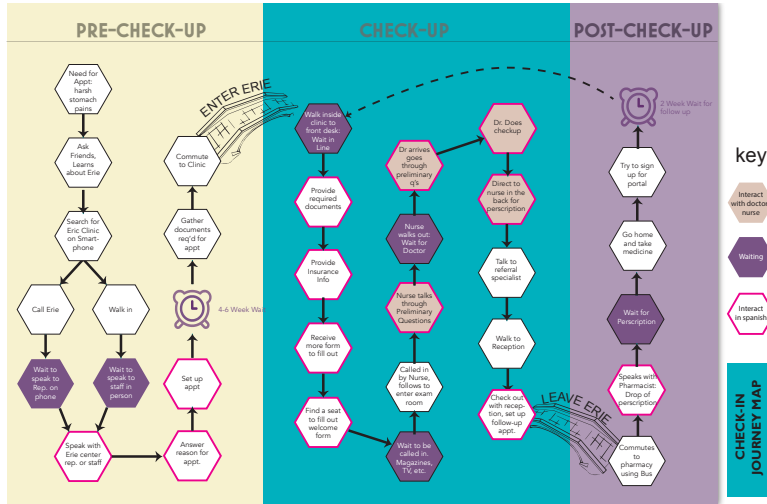 PRE-CHECK-UP
CHECK-UP
POST-CHECK-UP
Need for
Appt:
harsh
stomach
pains
Ask
Friends,
Learns
about Erie
Search for
Eric Clinic
on Smart-
phone
Call Erie
Walk in
Wait to
speak to
Rep. on
phone
Wait to
speak to
staff in
person
Speak with
Erie center
rep. or staff
Answer
reason for
appt.
Set up
appt
4-6 Week Wait
Gather
documents
req'd for
appt
Commute
to Clinic
ENTER ERIE
Walk inside
clinic to
front desk:
Wait in
Line
Provide
required
documents
Provide
Insurance
Info
Receive
more form
to fill out
Find a seat
to fill out
welcome
form
Wait to be
called in.
Magazines,
TV, etc.
Called in
by Nurse,
follows to
enter exam
room
Nurse talks
through
Preliminary
Questions
Nurse
walks out:
Wait for
Doctor
Dr arrives
goes
through
preliminary
q's
Dr. Does
checkup
Direct to
nurse in the
back for
perscription
Talk to
referral
specialist
Walk to
Reception
Check out
with recep-
tion, set up
follow-up
appt.
LEAVE ERIE
Commutes
to
pharmacy
using Bus
Speaks with
Pharmacist:
Drop of
perscription
Wait for
Perscription
Go home
and take
medicine
Try to sign
up for
portal
2 Week Wait for
follow up
key
Interact
with doctor
nurse
Waiting
Interact
in spanish
CHECK-IN
JOURNEY MAP